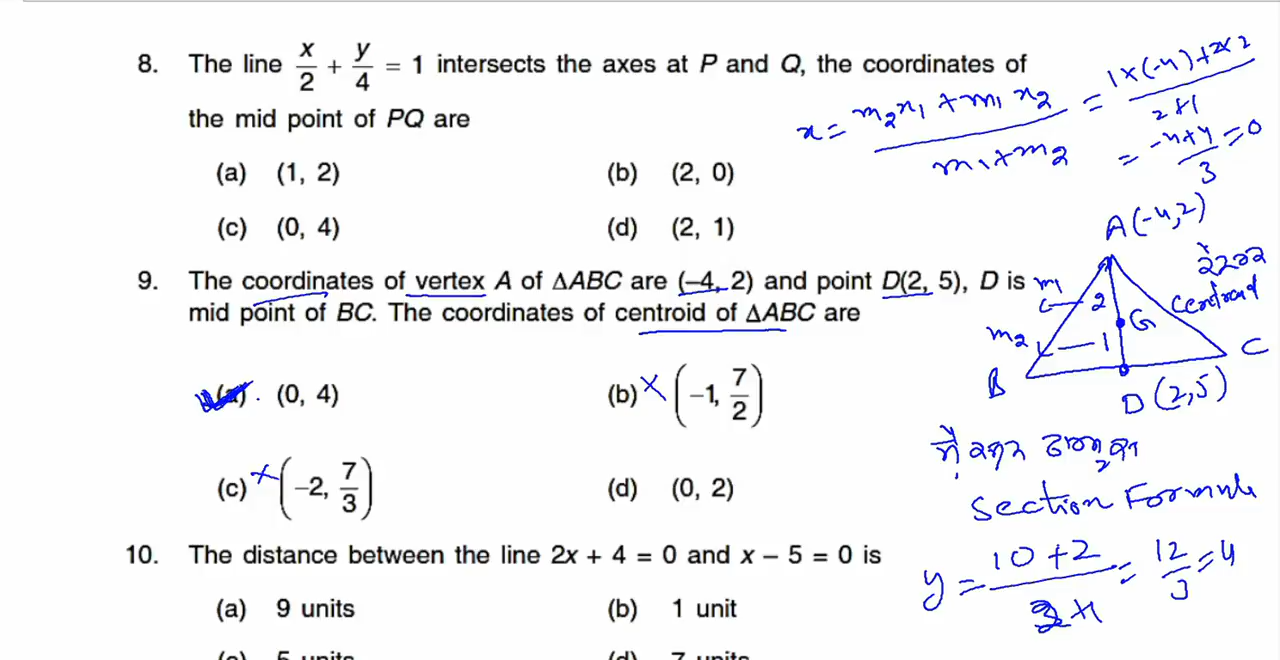 8. The line x/2 + y/4 = 1 intersects the axes at P and Q, the coordinates of
the mid point of PQ are
(a) (1, 2) (b) (2, 0)
(c) (0, 4) (d) (2, 1)
x = m₂x₁ + m₁x₂ / m₁ + m₂ = 1×(-4)+2×2 / 2+1
= -4+4 / 3 = 0
9. The coordinates of vertex A of ΔABC are (–4, 2) and point D(2, 5), D is
mid point of BC. The coordinates of centroid of ΔABC are
(a) (0, 4) (b) (–1, 7/2)
(c) (–2, 7/3) (d) (0, 2)
A(-4,2)
m₁
2
G
Centroid
m₂
1
B
C
D(2,5)
Section Formula
y = 10+2 / = 12/3 = 4
10. The distance between the line 2x + 4 = 0 and x – 5 = 0 is
(a) 9 units (b) 1 unit
(c) 5 units (d) 7 units